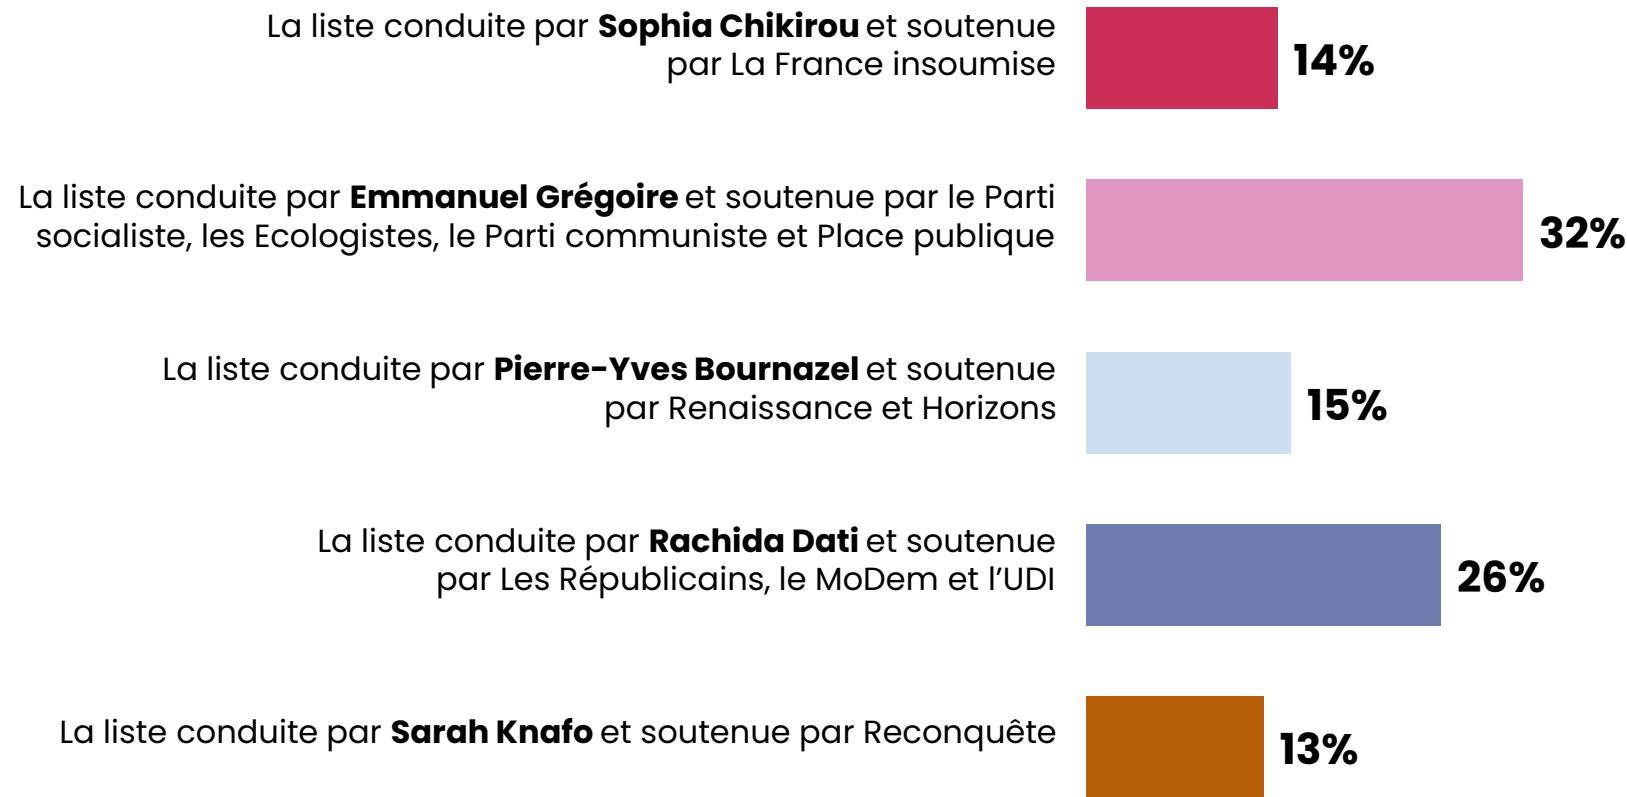 La liste conduite par Sophia Chikirou et soutenue
par La France insoumise
14%
La liste conduite par Emmanuel Grégoire et soutenue par le Parti
socialiste, les Ecologistes, le Parti communiste et Place publique
32%
La liste conduite par Pierre-Yves Bournazel et soutenue
par Renaissance et Horizons
15%
La liste conduite par Rachida Dati et soutenue
par Les Républicains, le MoDem et l’UDI
26%
La liste conduite par Sarah Knafo et soutenue par Reconquête
13%